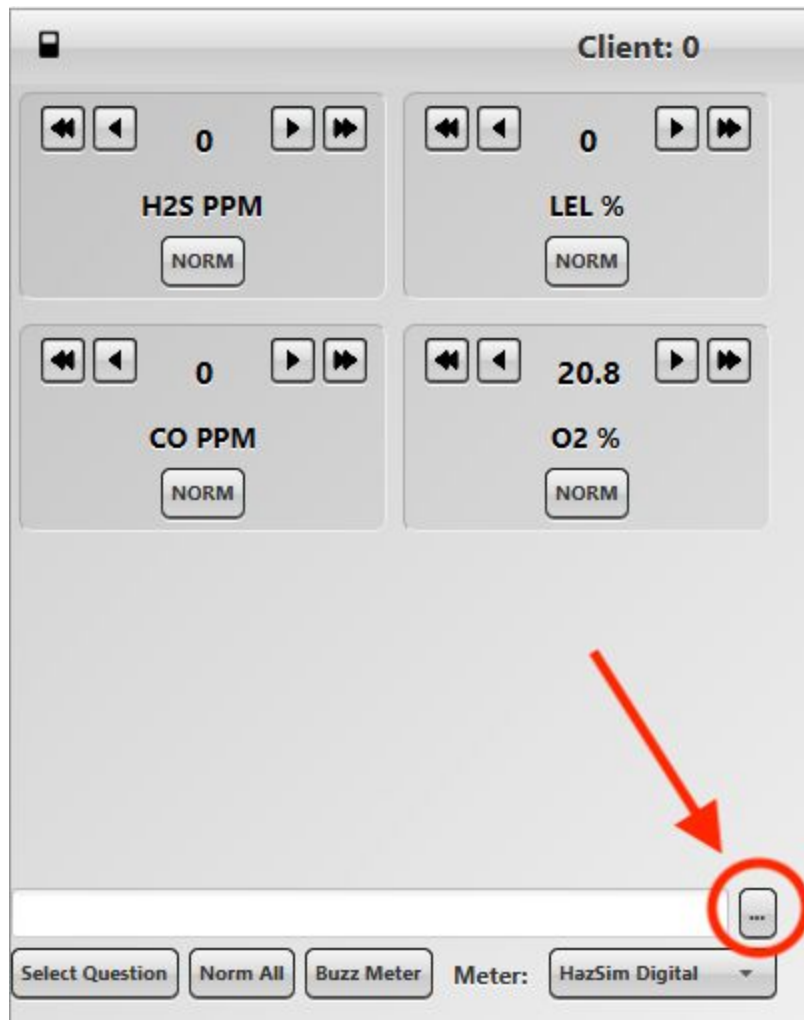 Client: 0
0
H2S PPM
NORM
0
LEL %
NORM
0
CO PPM
NORM
20.8
O2 %
NORM
...
Select Question
Norm All
Buzz Meter
Meter:
HazSim Digital